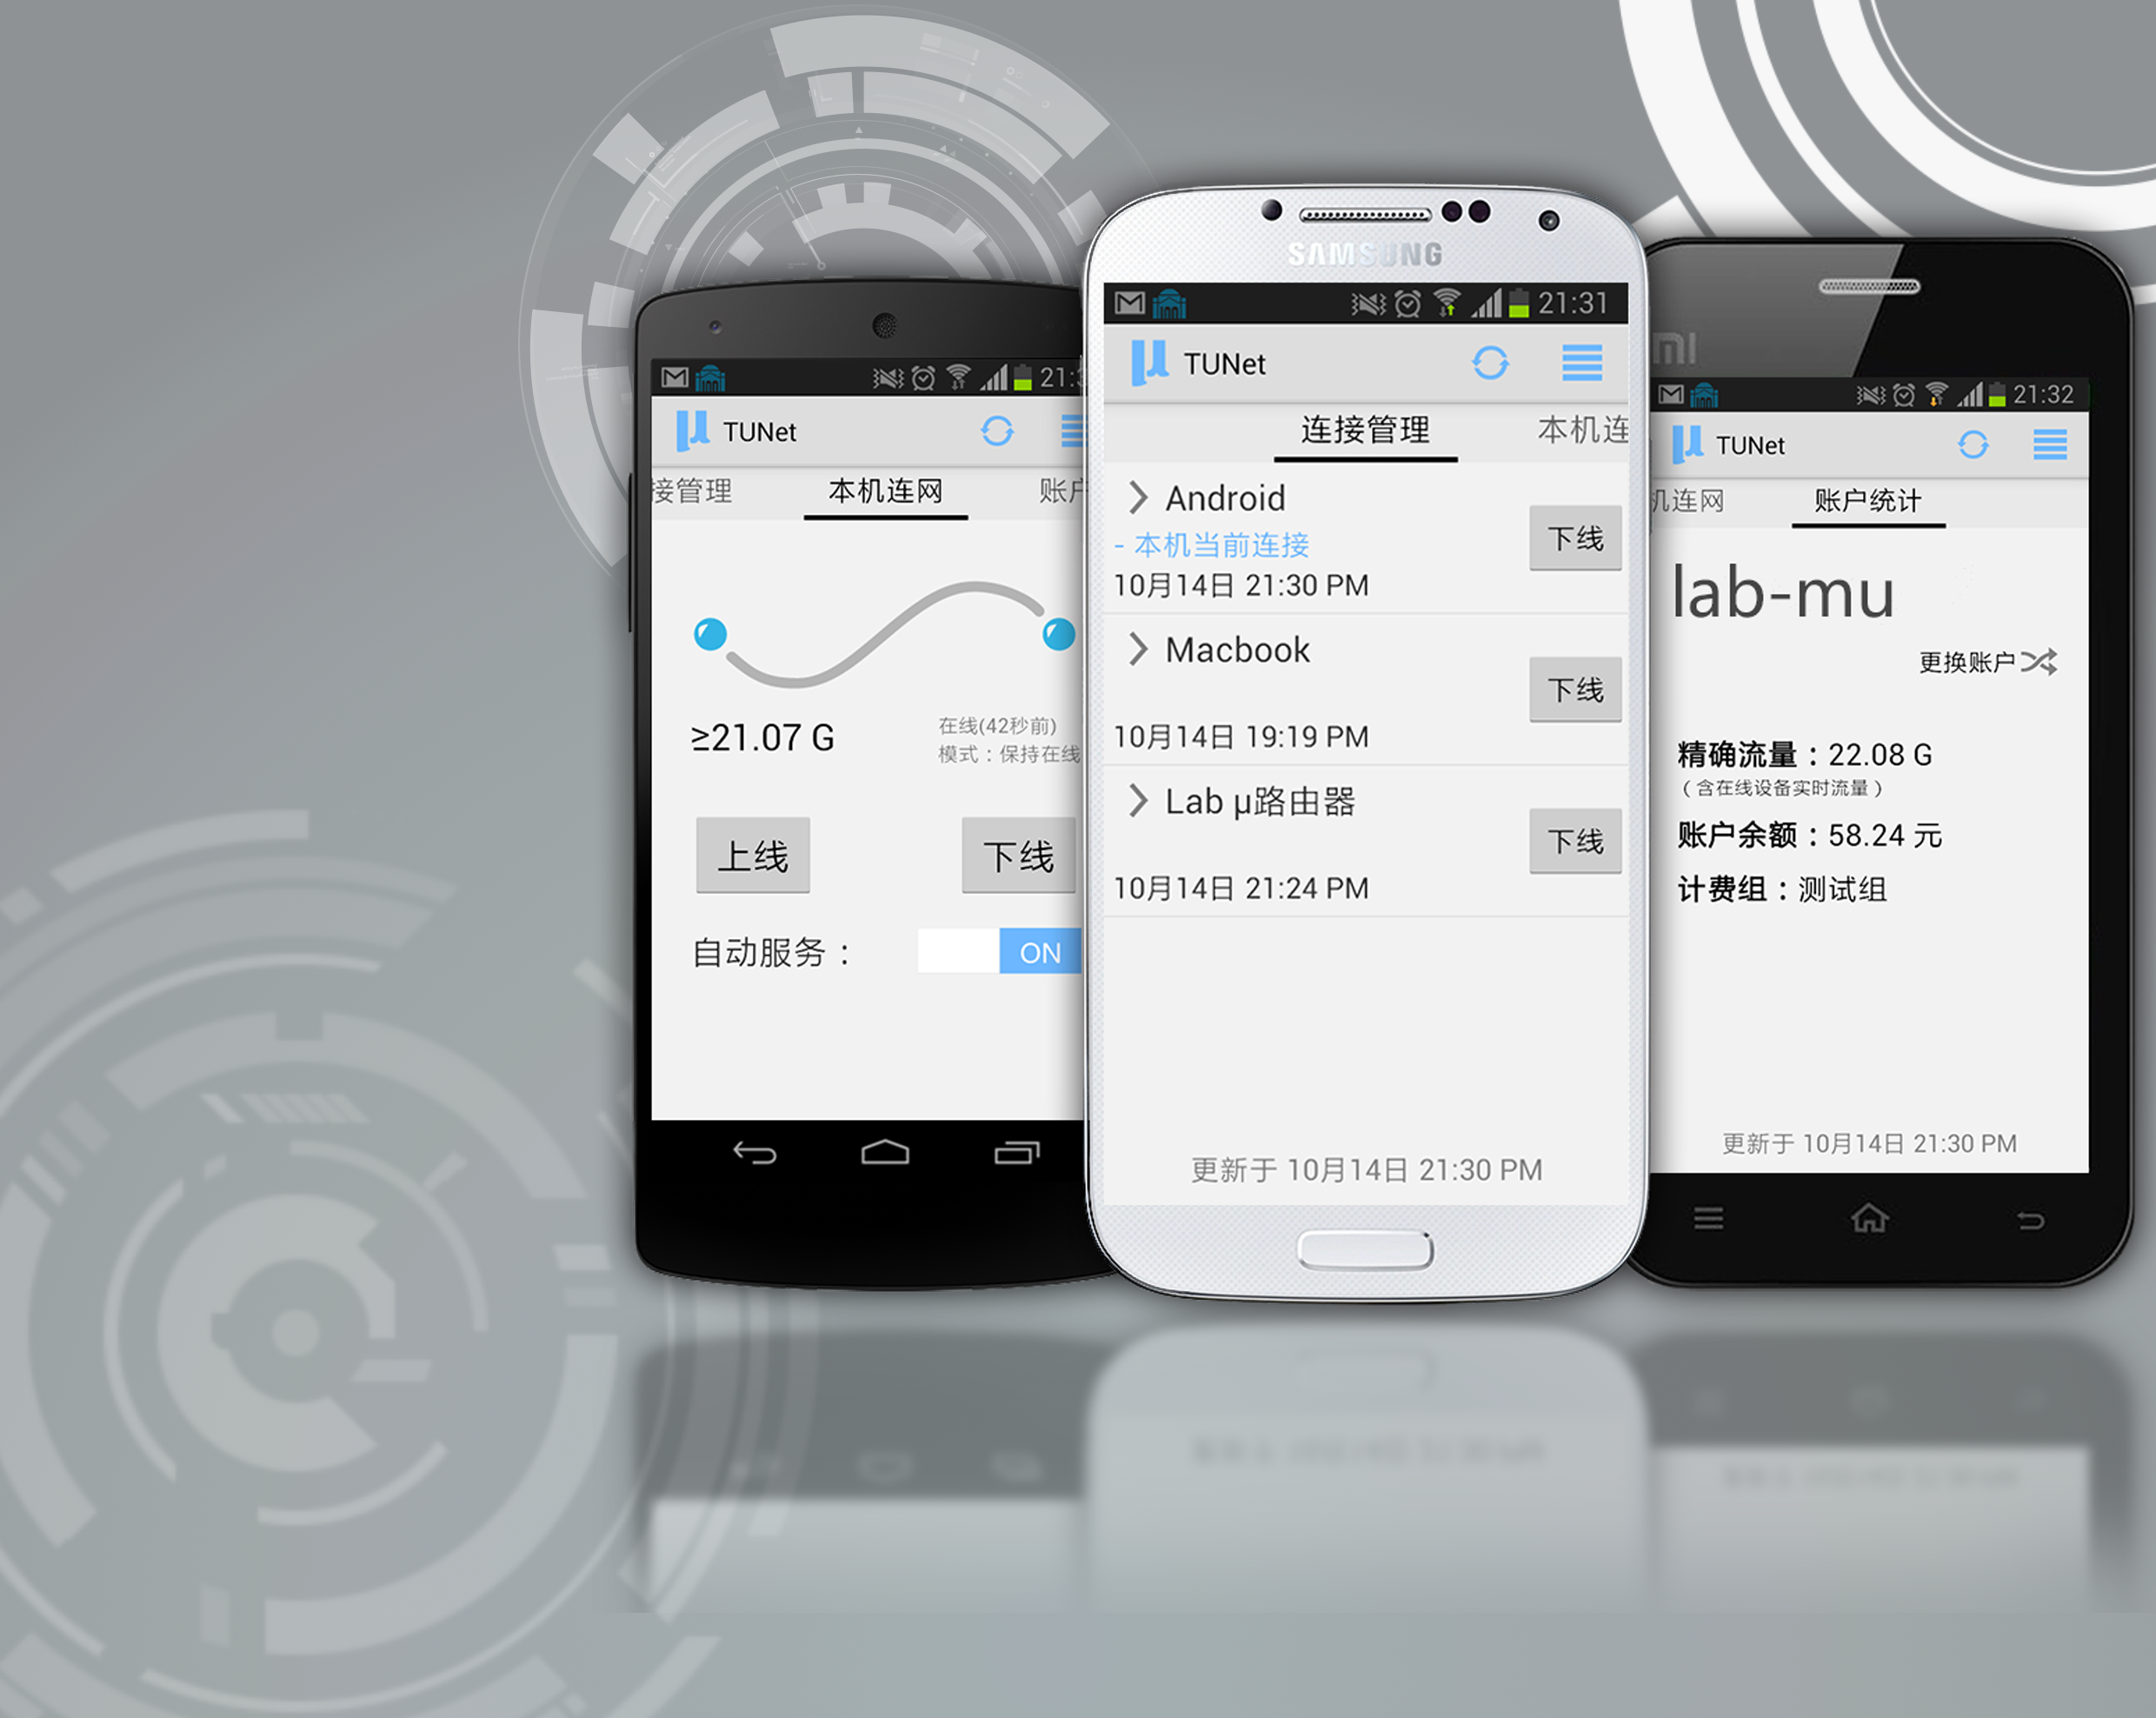 21:3
TUNet
接管理 本机连网 账户
≥21.07 G
在线(42秒前)
模式：保持在线
上线 下线
自动服务： ON
SAMSUNG
21:31
TUNet
连接管理 本机连
Android
- 本机当前连接
下线
10月14日 21:30 PM
Macbook
下线
10月14日 19:19 PM
Lab μ路由器
下线
10月14日 21:24 PM
更新于 10月14日 21:30 PM
mi
21:32
TUNet
机连网 账户统计
lab-mu
更换账户
精确流量：22.08 G
（含在线设备实时流量）
账户余额：58.24 元
计费组：测试组
更新于 10月14日 21:30 PM